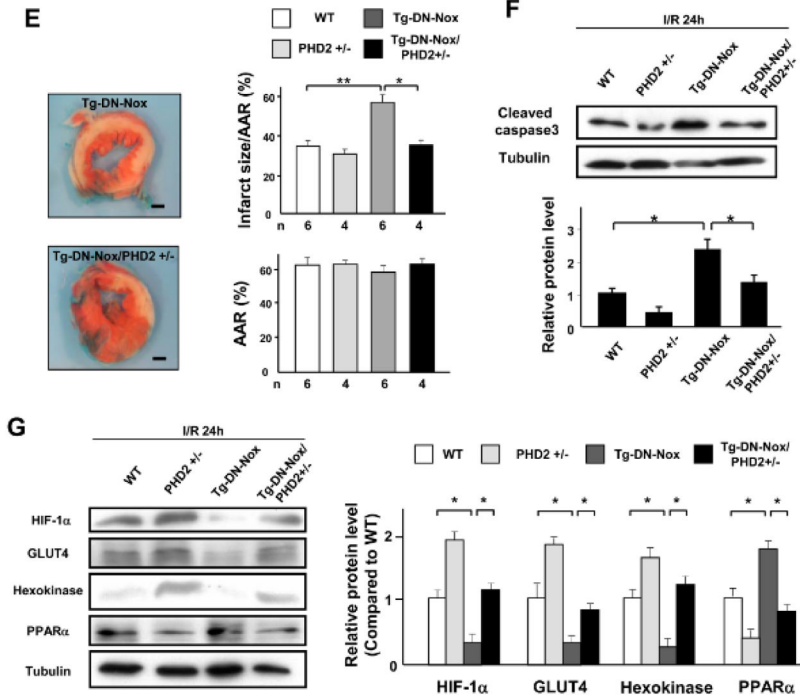 E
WT
Tg-DN-Nox
PHD2 +/-
Tg-DN-Nox/
PHD2+/-
Tg-DN-Nox
Tg-DN-Nox/PHD2 +/-
Infarct size/AAR (%)
60
40
20
0
**
*
n 6 4 6 4
AAR (%)
60
40
20
0
n 6 4 6 4
F
I/R 24h
WT
PHD2 +/-
Tg-DN-Nox
Tg-DN-Nox/
PHD2+/-
Cleaved
caspase3
Tubulin
Relative protein level
3
2
1
0
*
*
WT
PHD2 +/-
Tg-DN-Nox
Tg-DN-Nox/
PHD2+/-
G
I/R 24h
WT
PHD2 +/-
Tg-DN-Nox
Tg-DN-Nox/
PHD2+/-
HIF-1α
GLUT4
Hexokinase
PPARα
Tubulin
WT
PHD2 +/-
Tg-DN-Nox
Tg-DN-Nox/
PHD2+/-
Relative protein level
(Compared to WT)
2
1
0
* * * * * * * *
HIF-1α GLUT4 Hexokinase PPARα